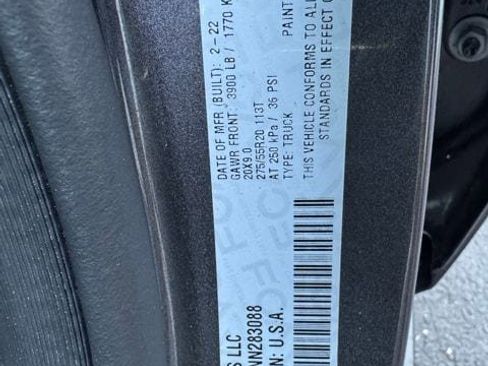 DATE OF MFR (BUILT): 2-22
GAWR FRONT: 3900 LB / 1770 K
20X9.0
275/55R20 113T
AT 250 kPa / 36 PSI
TYPE: TRUCK
PAINT
THIS VEHICLE CONFORMS TO AL
STANDARDS IN EFFECT O
S LLC
NN283088
N: U.S.A.